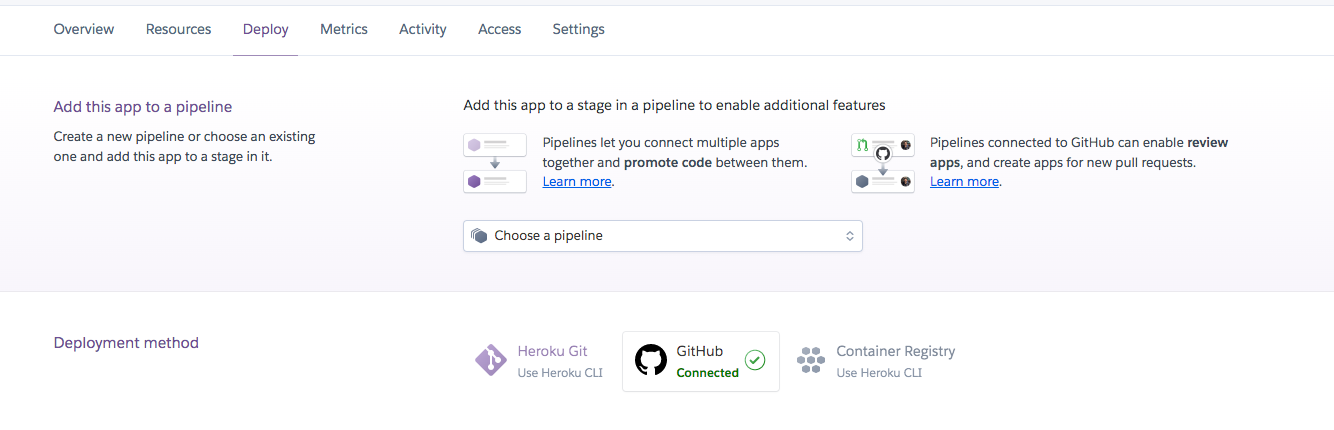 Overview Resources Deploy Metrics Activity Access Settings
Add this app to a pipeline
Create a new pipeline or choose an existing
one and add this app to a stage in it.
Add this app to a stage in a pipeline to enable additional features
Pipelines let you connect multiple apps
together and promote code between them.
Learn more.
Pipelines connected to GitHub can enable review
apps, and create apps for new pull requests.
Learn more.
Choose a pipeline
Deployment method
Heroku Git
Use Heroku CLI
GitHub
Connected
Container Registry
Use Heroku CLI